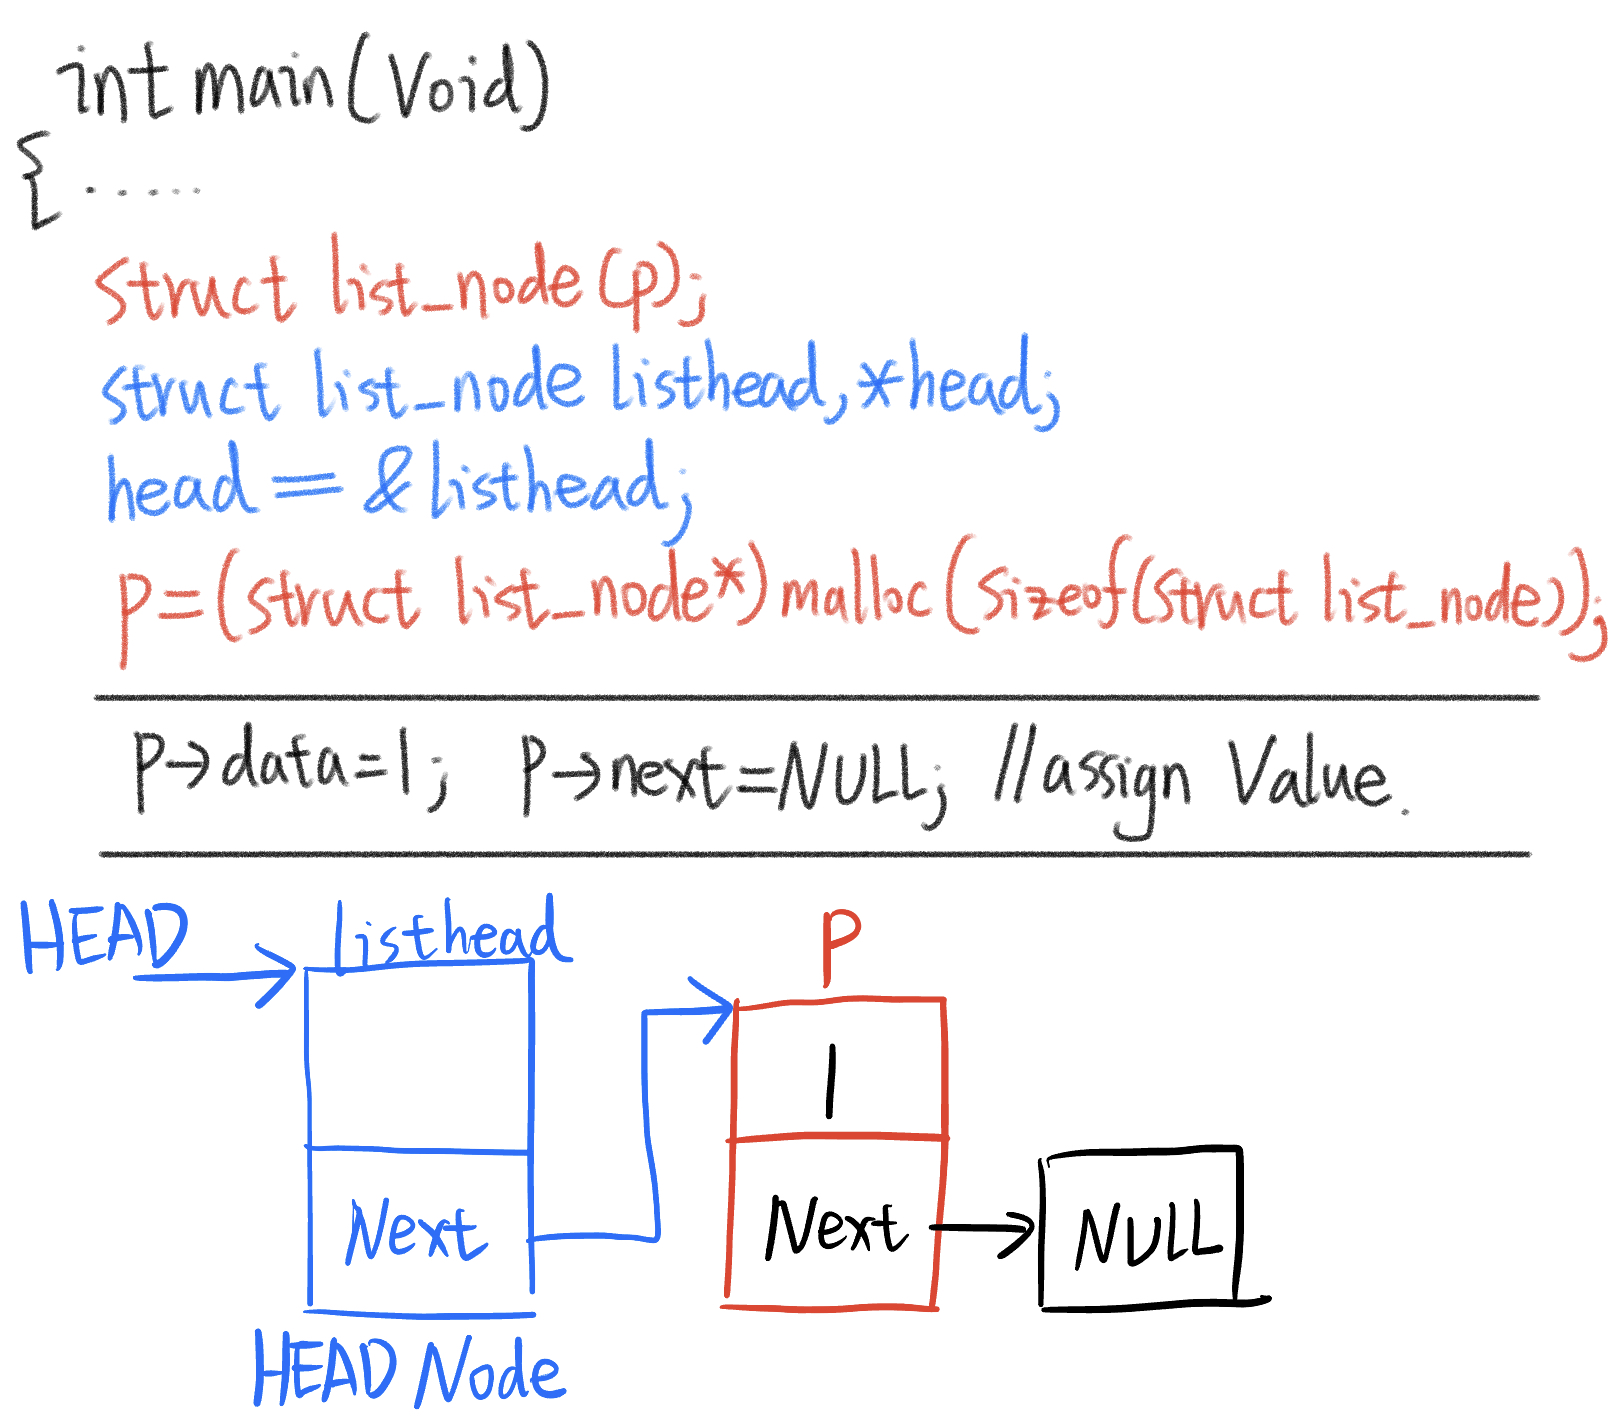 int main(Void)
{ ......
struct list_node (p);
struct list_node listhead,*head;
head = & listhead;
p=(struct list_node*) malloc(sizeof(struct list_node));
p→data=1; p→next=NULL; //assign Value.
HEAD listhead P
1
Next Next NULL
HEAD Node